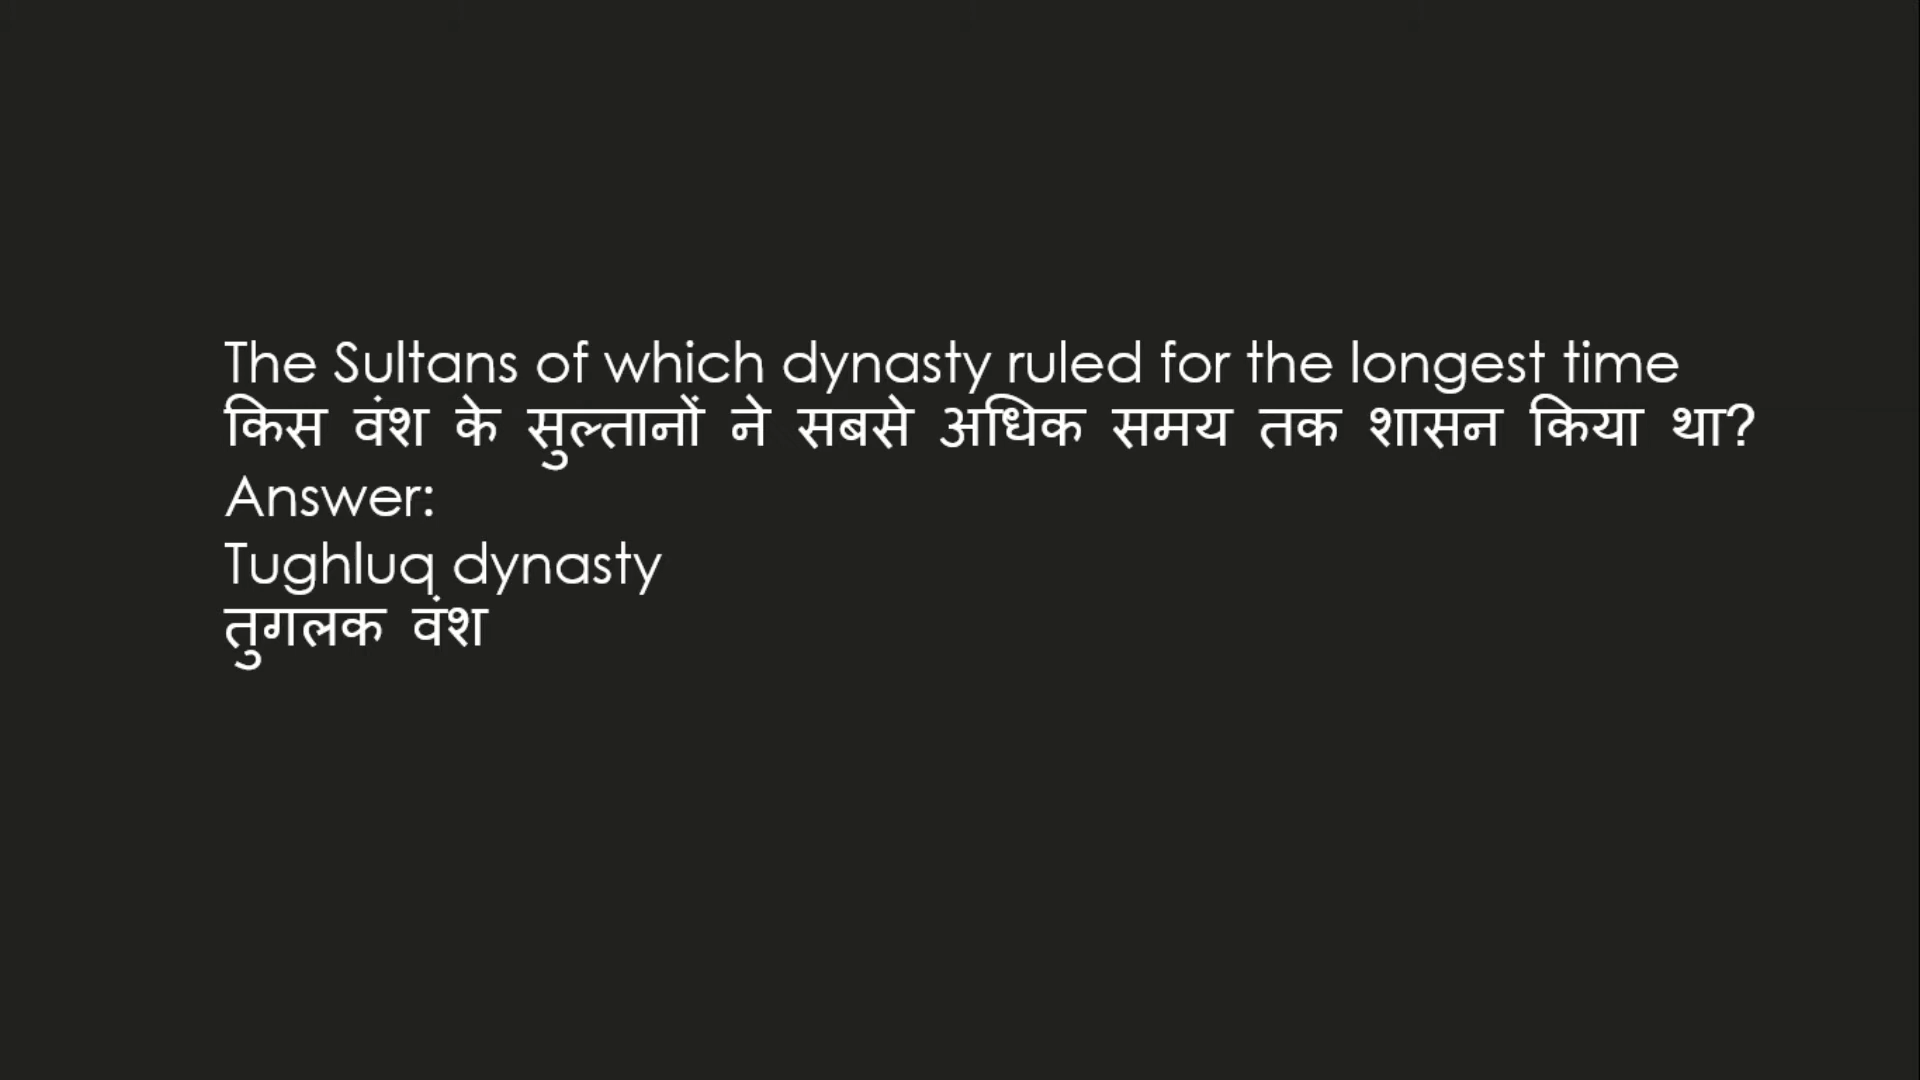 The Sultans of which dynasty ruled for the longest time
किस वंश के सुल्तानों ने सबसे अधिक समय तक शासन किया था?
Answer:
Tughluq dynasty
तुगलक वंश